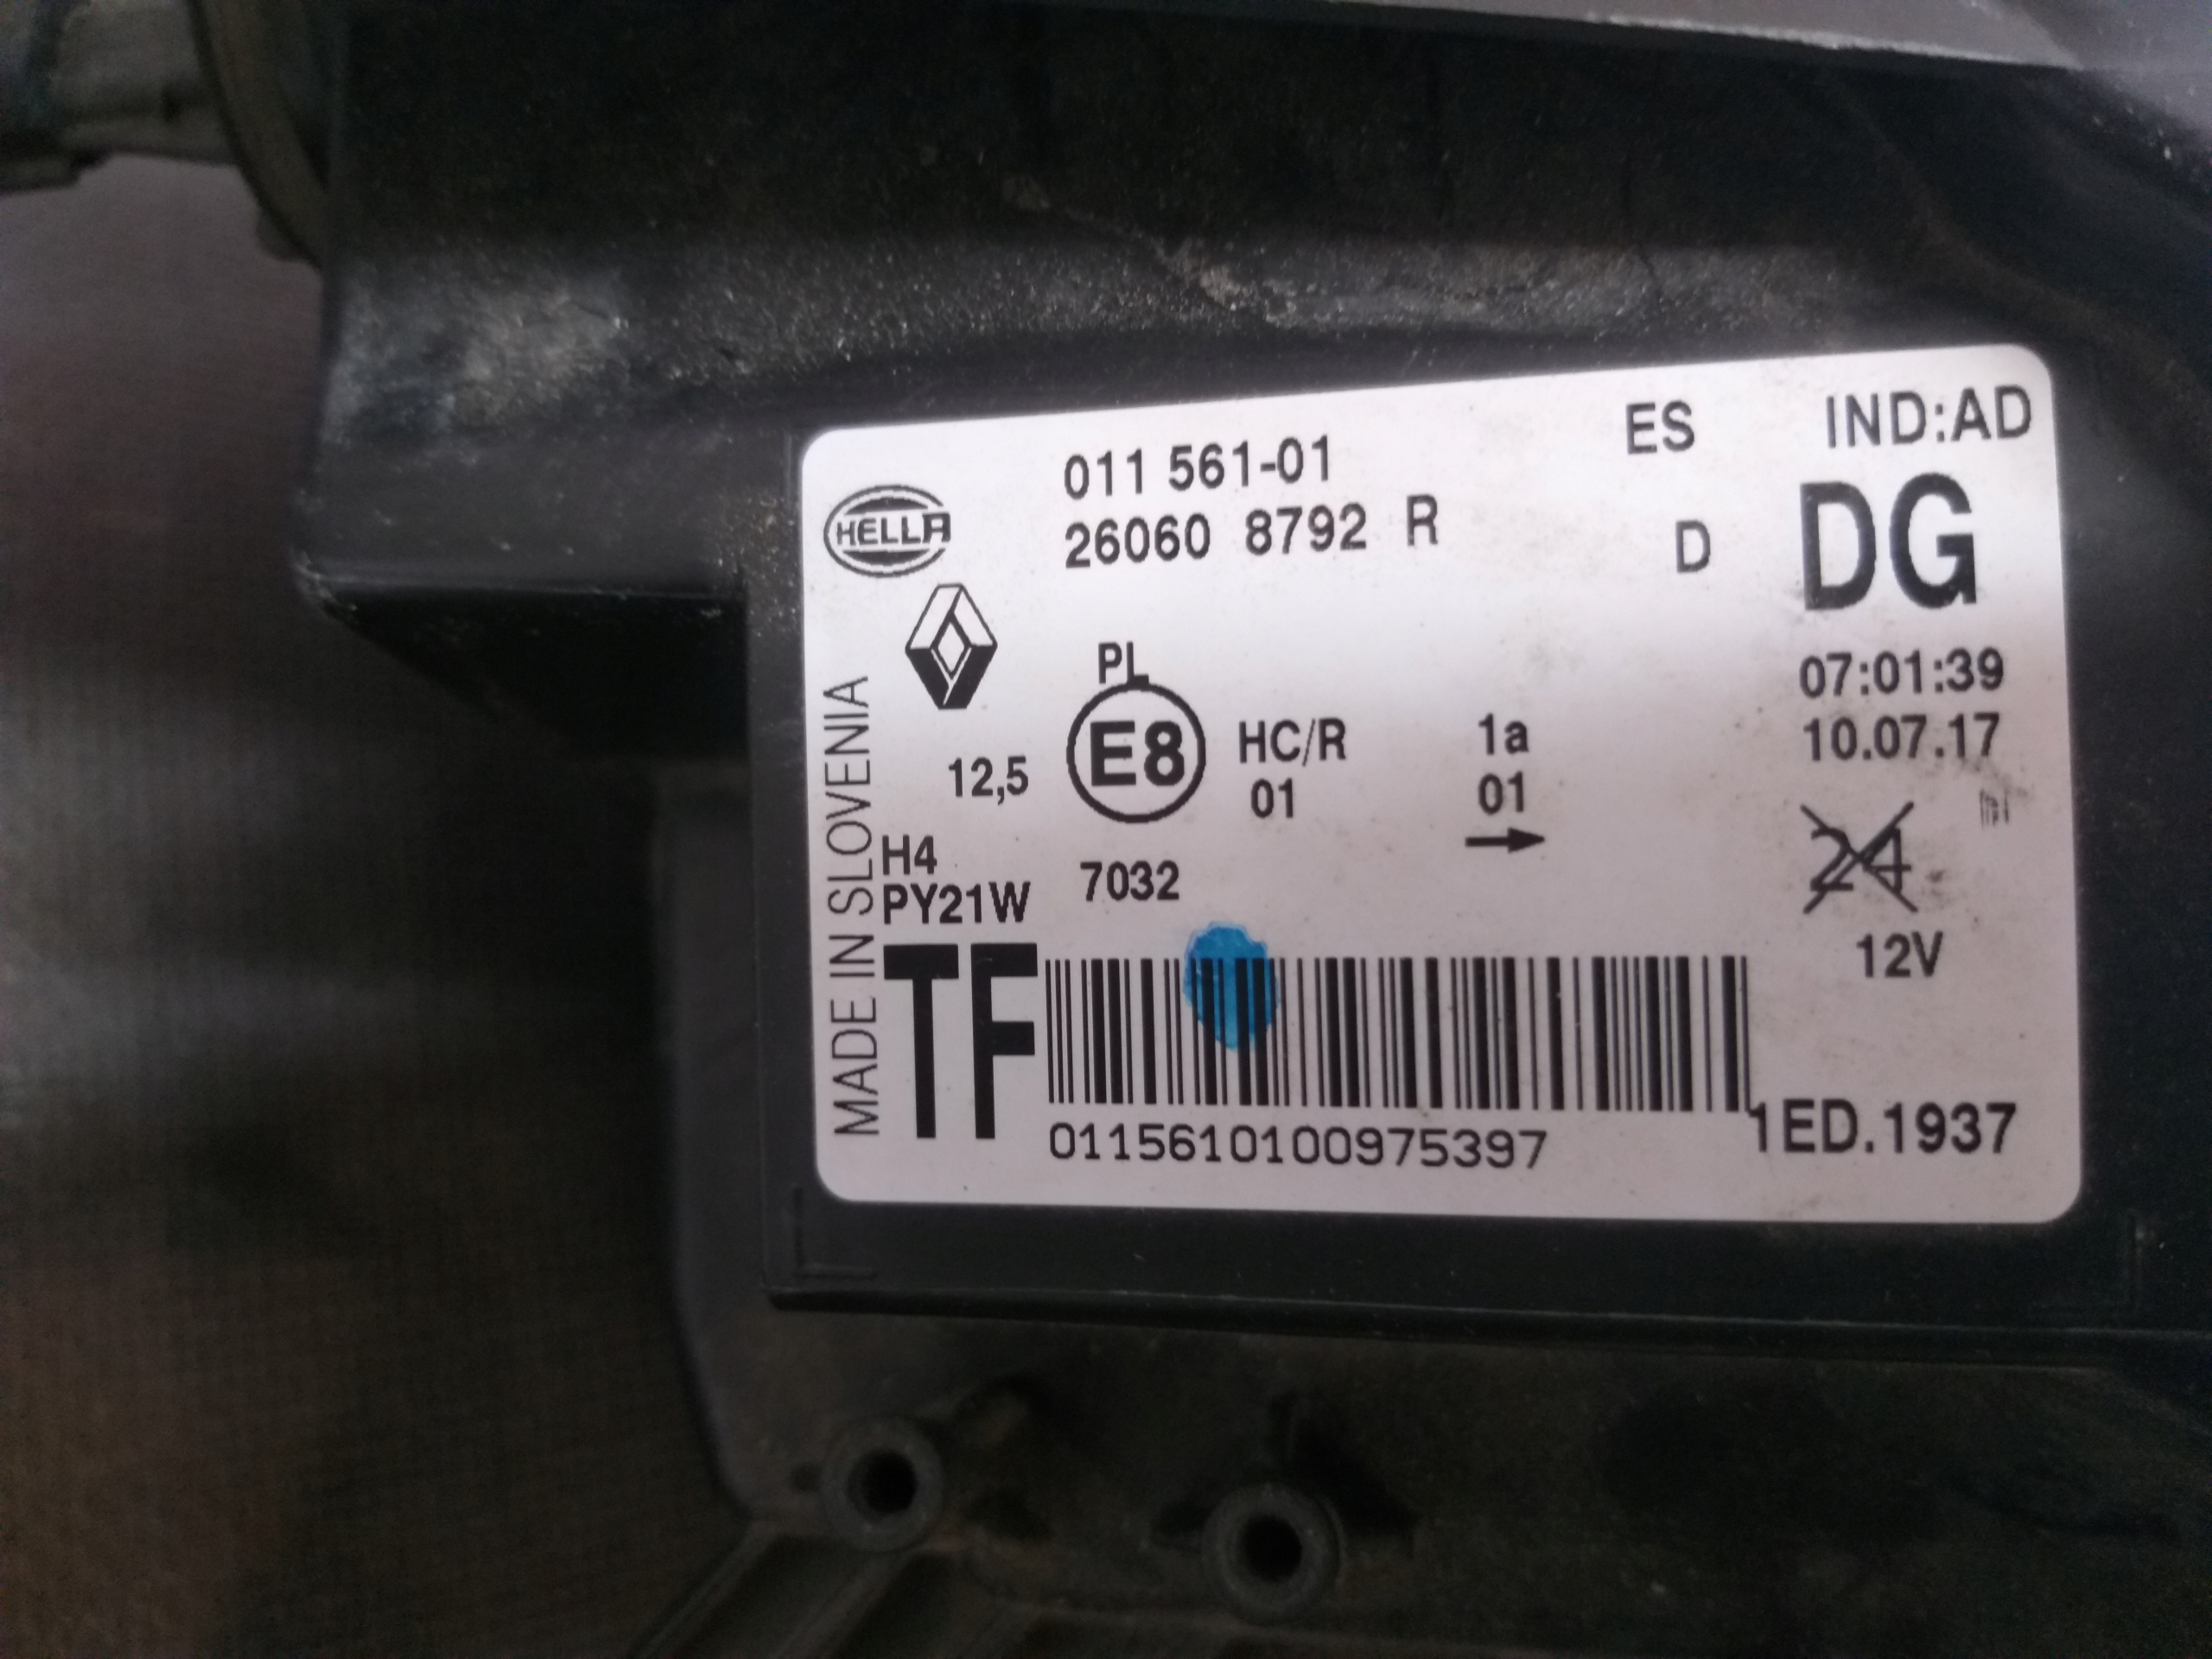 HELLA
011 561-01
ES
IND:AD
26060 8792 R
D
DG
MADE IN SLOVENIA
PL
12,5
E8
HC/R
01
1a
01
→
07:01:39
10.07.17
H4
PY21W
7032
24
12V
TF
0115610100975397
1ED.1937